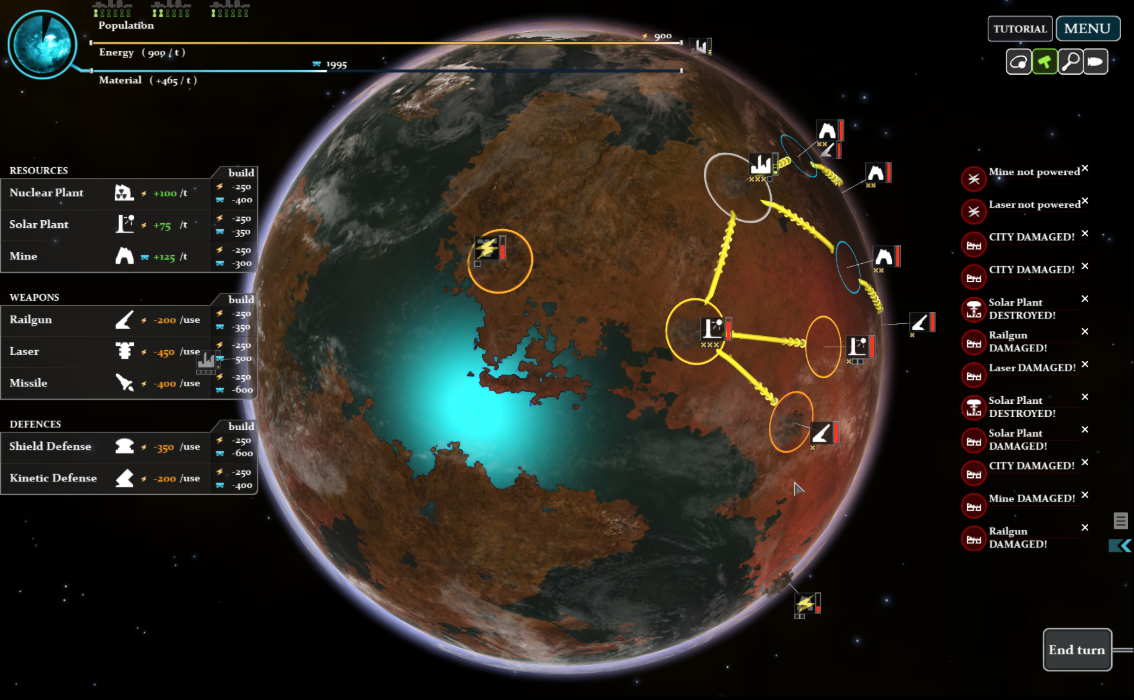 Population
900
Energy ( 900 / t )
1995
Material ( +465 / t )
TUTORIAL
MENU
RESOURCES
build
Nuclear Plant +100 /t -250
-400
Solar Plant +75 /t -250
-350
Mine +125 /t -250
-300
WEAPONS
build
Railgun -200 /use -250
-350
Laser -450 /use -250
-500
Missile -400 /use -250
-600
DEFENCES
build
Shield Defense -350 /use -250
-600
Kinetic Defense -200 /use -250
-400
Mine not powered
Laser not powered
CITY DAMAGED!
CITY DAMAGED!
Solar Plant
DESTROYED!
Railgun
DAMAGED!
Laser DAMAGED!
Solar Plant
DESTROYED!
Solar Plant
DAMAGED!
CITY DAMAGED!
Mine DAMAGED!
Railgun
DAMAGED!
End turn